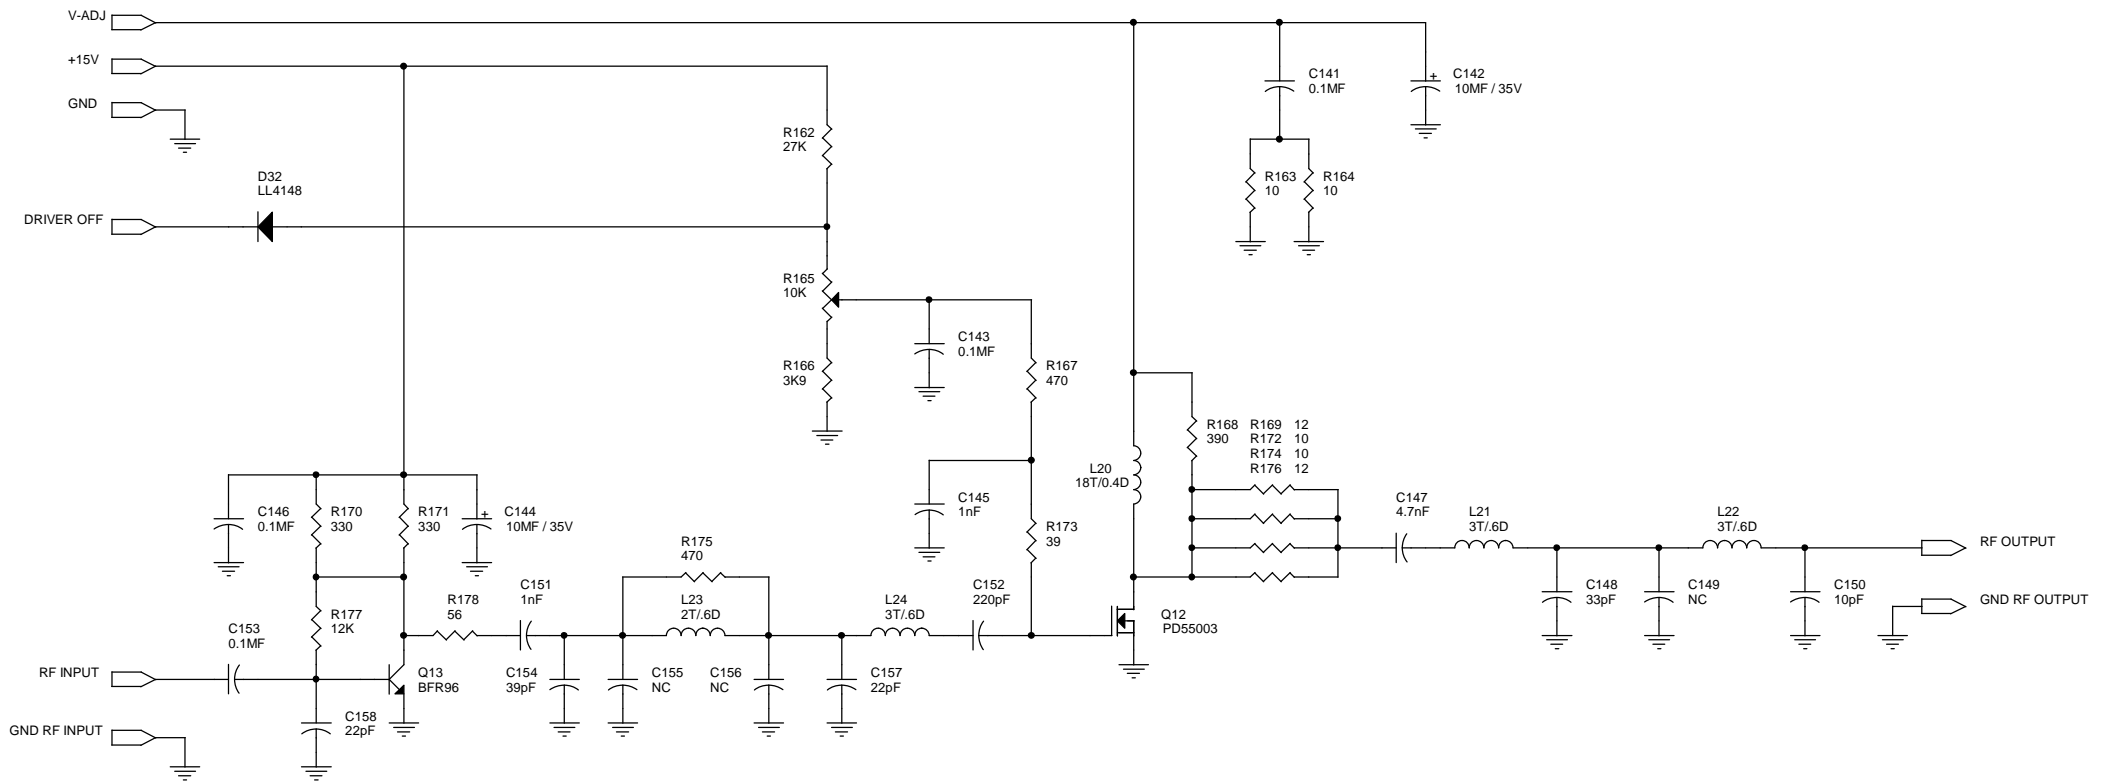 V-ADJ
+15V
GND
C141
0.1MF
+
C142
10MF / 35V
R162
27K
D32
LL4148
R163
10
R164
10
DRIVER OFF
R165
10K
C143
0.1MF
R166
3K9
R167
470
R168
390
R169 12
R172 10
R174 10
R176 12
L20
18T/0.4D
C146
0.1MF
R170
330
R171
330
+
C144
10MF / 35V
C145
1nF
R173
39
C147
4.7nF
L21
3T/.6D
L22
3T/.6D
RF OUTPUT
R175
470
C151
1nF
R178
56
L23
2T/.6D
L24
3T/.6D
C152
220pF
C148
33pF
C149
NC
C150
10pF
GND RF OUTPUT
Q12
PD55003
R177
12K
C153
0.1MF
RF INPUT
Q13
BFR96
C154
39pF
C155
NC
C156
NC
C157
22pF
C158
22pF
GND RF INPUT